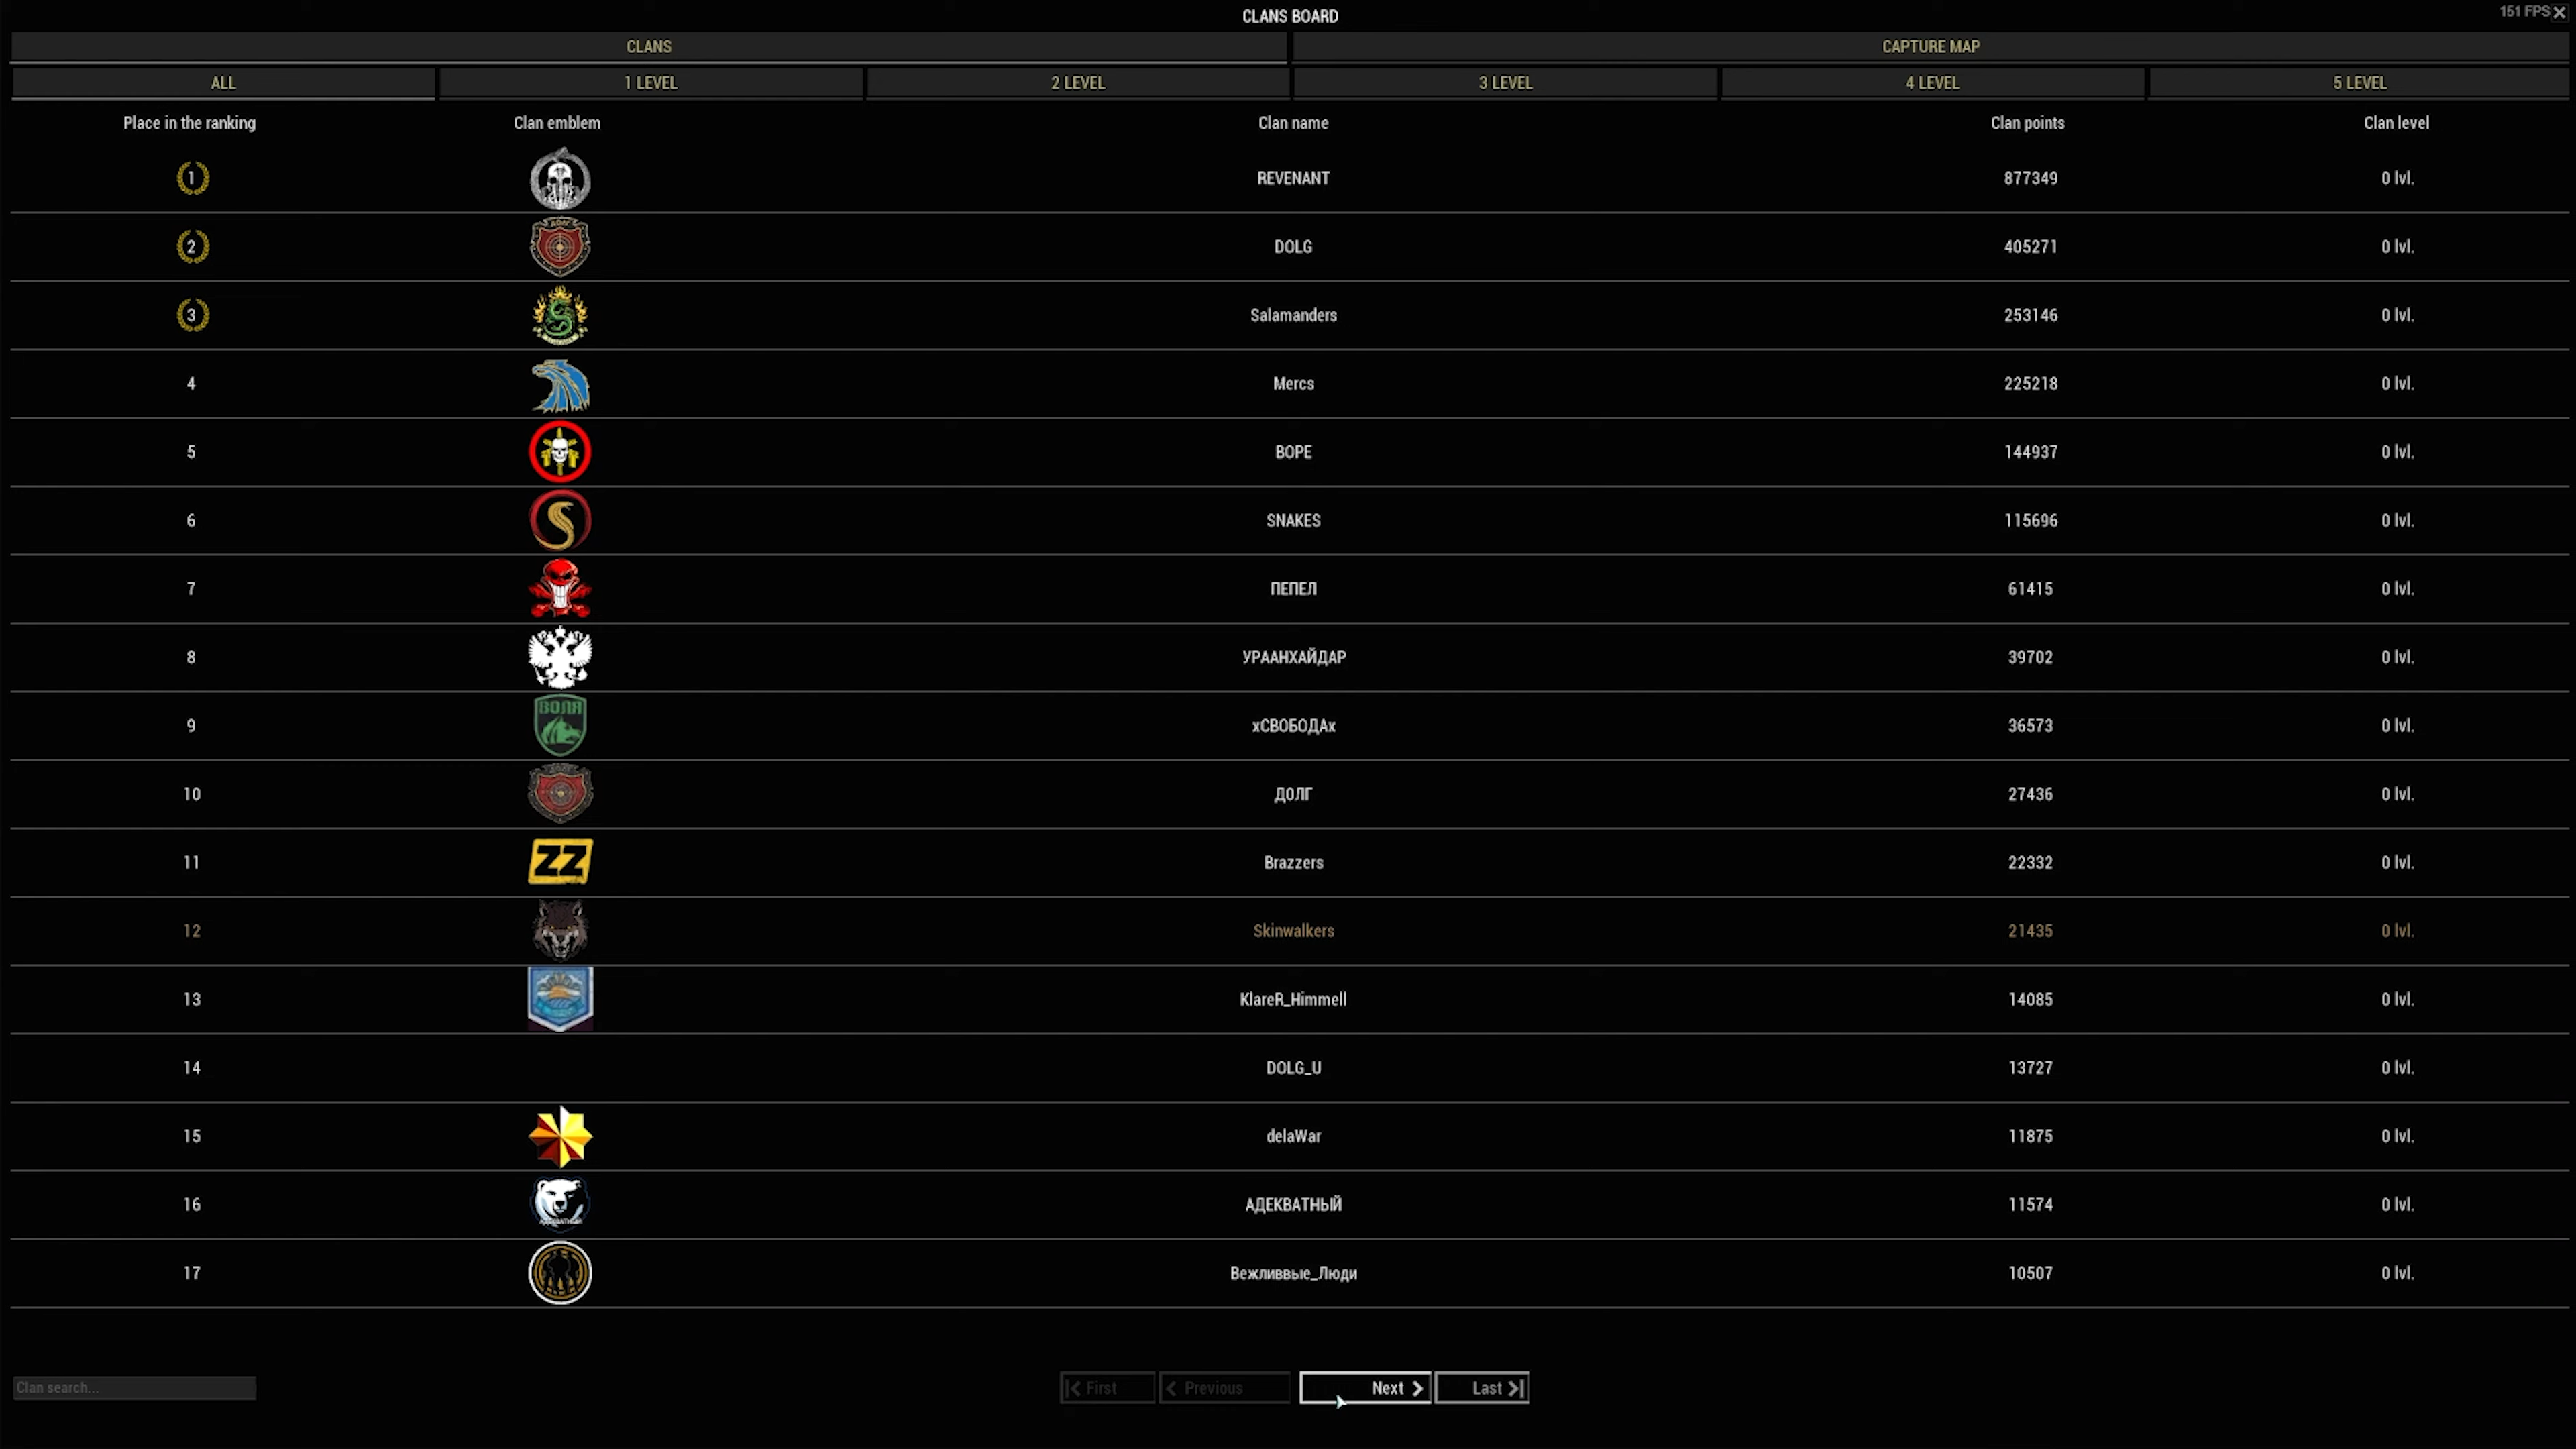 CLANS BOARD
151 FPS
CLANS CAPTURE MAP
ALL 1 LEVEL 2 LEVEL 3 LEVEL 4 LEVEL 5 LEVEL
Place in the ranking Clan emblem Clan name Clan points Clan level
1 REVENANT 877349 0 lvl.
2 ДОЛГ DOLG 405271 0 lvl.
3 Salamanders 253146 0 lvl.
4 Mercs 225218 0 lvl.
5 BOPE 144937 0 lvl.
6 SNAKES 115696 0 lvl.
7 ПЕПЕЛ 61415 0 lvl.
8 УРААНХАЙДАР 39702 0 lvl.
9 ВОЛЯ xСВОБОДАx 36573 0 lvl.
10 ДОЛГ 27436 0 lvl.
11 ZZ Brazzers 22332 0 lvl.
12 Skinwalkers 21435 0 lvl.
13 KlareR_Himmell 14085 0 lvl.
14 DOLG_U 13727 0 lvl.
15 delaWar 11875 0 lvl.
16 АДЕКВАТНЫЙ 11574 0 lvl.
17 Вежливвые_Люди 10507 0 lvl.
Clan search... First Previous Next Last